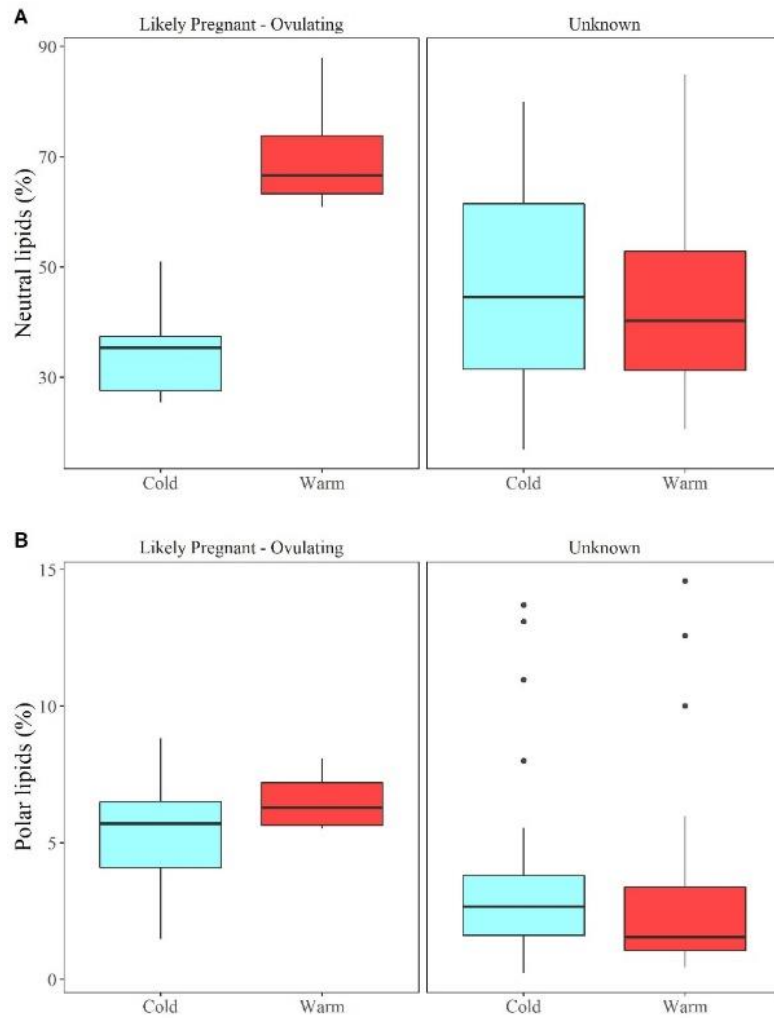 A
Likely Pregnant - Ovulating
Unknown
90
70
50
30
Neutral lipids (%)
Cold
Warm
Cold
Warm
B
Likely Pregnant - Ovulating
Unknown
15
10
5
0
Polar lipids (%)
Cold
Warm
Cold
Warm